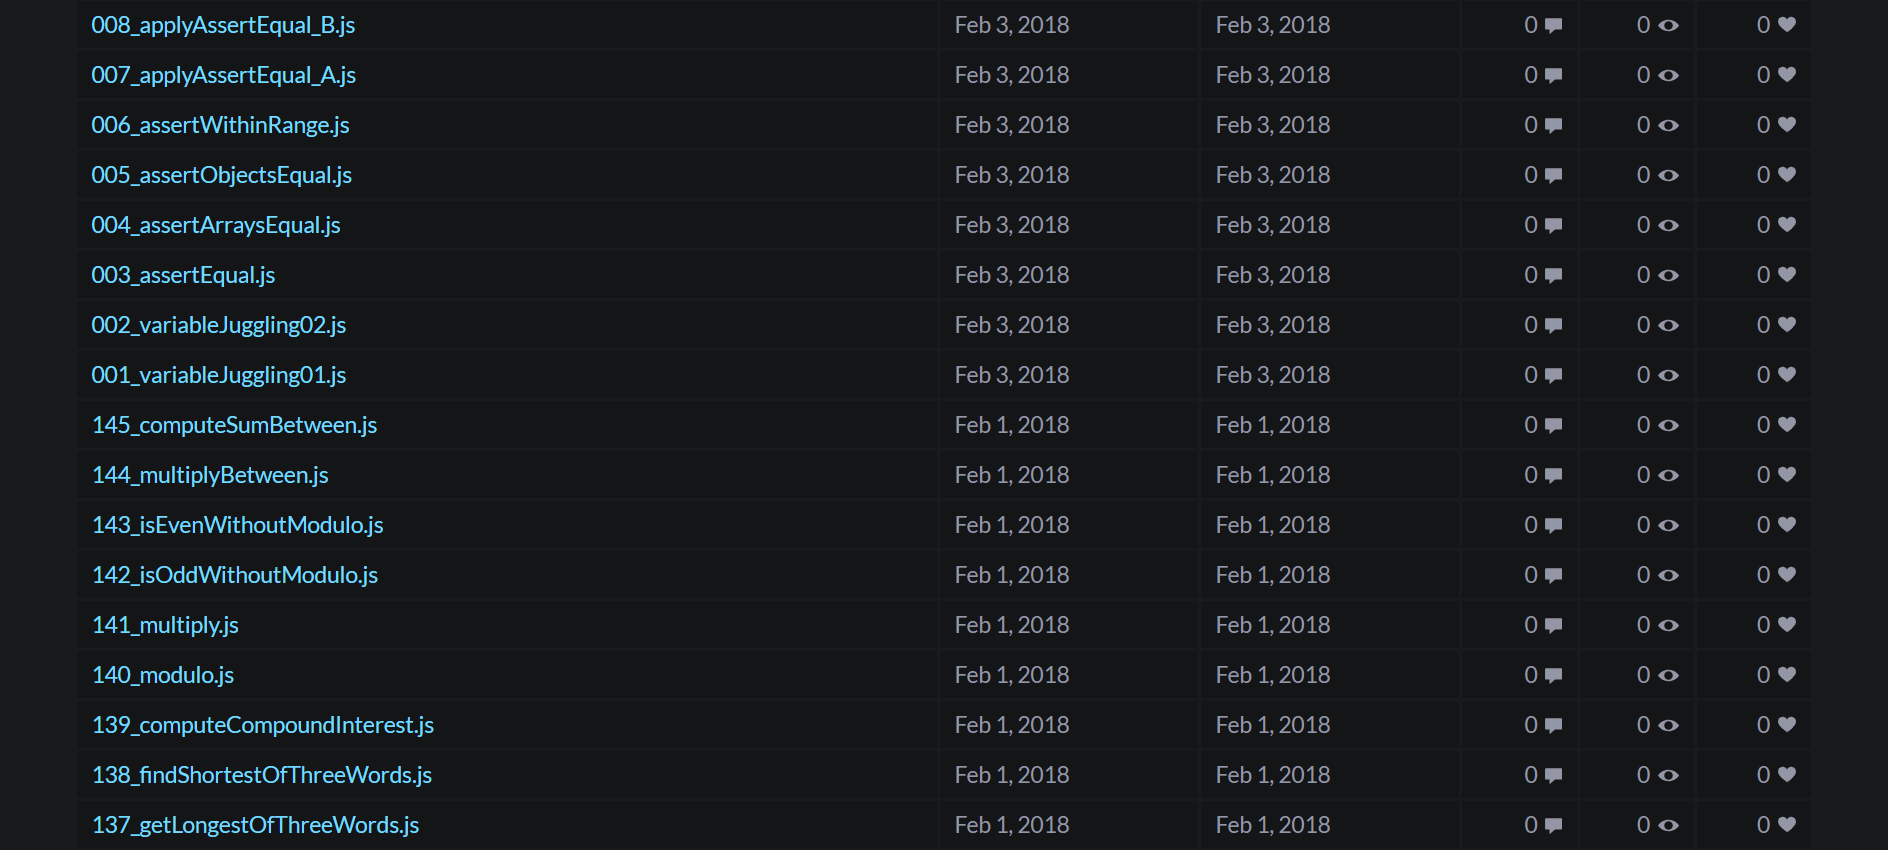 008_applyAssertEqual_B.js Feb 3, 2018 Feb 3, 2018 0 0 0
007_applyAssertEqual_A.js Feb 3, 2018 Feb 3, 2018 0 0 0
006_assertWithinRange.js Feb 3, 2018 Feb 3, 2018 0 0 0
005_assertObjectsEqual.js Feb 3, 2018 Feb 3, 2018 0 0 0
004_assertArraysEqual.js Feb 3, 2018 Feb 3, 2018 0 0 0
003_assertEqual.js Feb 3, 2018 Feb 3, 2018 0 0 0
002_variableJuggling02.js Feb 3, 2018 Feb 3, 2018 0 0 0
001_variableJuggling01.js Feb 3, 2018 Feb 3, 2018 0 0 0
145_computeSumBetween.js Feb 1, 2018 Feb 1, 2018 0 0 0
144_multiplyBetween.js Feb 1, 2018 Feb 1, 2018 0 0 0
143_isEvenWithoutModulo.js Feb 1, 2018 Feb 1, 2018 0 0 0
142_isOddWithoutModulo.js Feb 1, 2018 Feb 1, 2018 0 0 0
141_multiply.js Feb 1, 2018 Feb 1, 2018 0 0 0
140_modulo.js Feb 1, 2018 Feb 1, 2018 0 0 0
139_computeCompoundInterest.js Feb 1, 2018 Feb 1, 2018 0 0 0
138_findShortestOfThreeWords.js Feb 1, 2018 Feb 1, 2018 0 0 0
137_getLongestOfThreeWords.js Feb 1, 2018 Feb 1, 2018 0 0 0